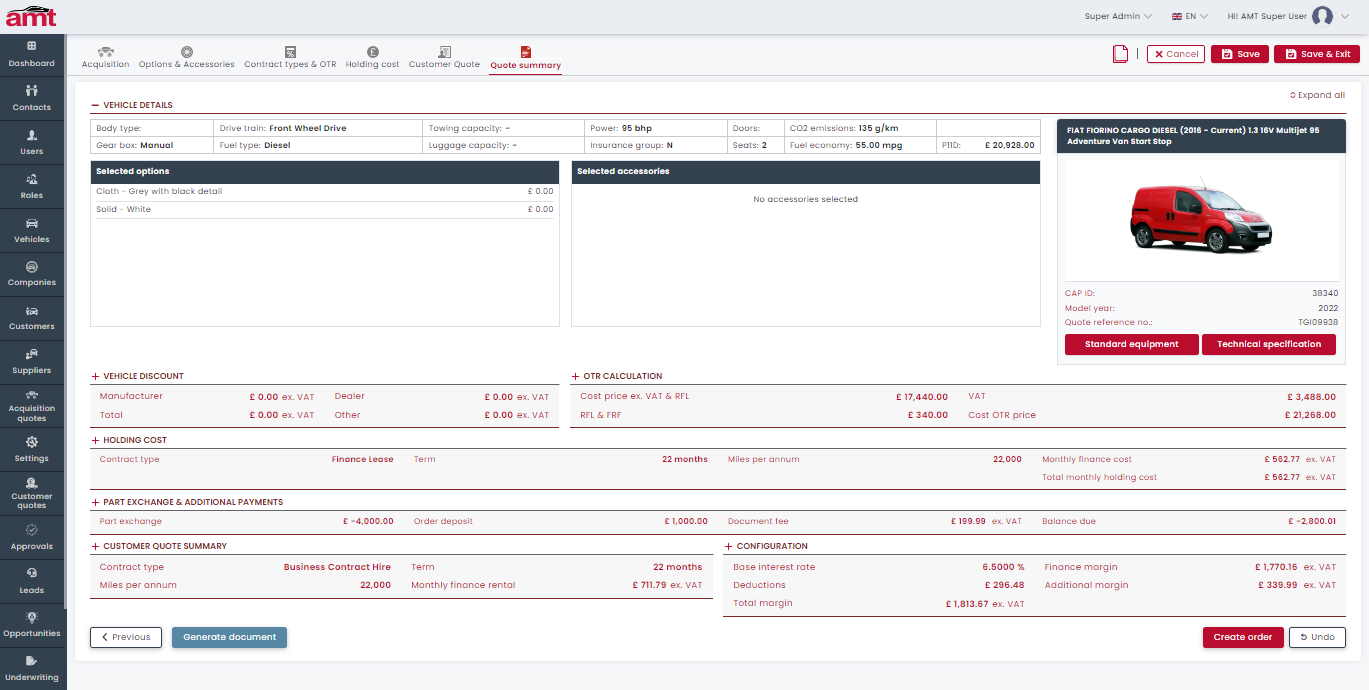 amt
Super Admin
EN
Hi! AMT Super User
Dashboard
Contacts
Users
Roles
Vehicles
Companies
Customers
Suppliers
Acquisition
quotes
Settings
Customer
quotes
Approvals
Leads
Opportunities
Underwriting
Acquisition
Options & Accessories
Contract types & OTR
Holding cost
Customer Quote
Quote summary
Cancel
Save
Save & Exit
Expand all
VEHICLE DETAILS
Body type:
Drive train: Front Wheel Drive
Towing capacity: -
Power: 95 bhp
Doors:
CO2 emissions: 135 g/km
Gear box: Manual
Fuel type: Diesel
Luggage capacity: -
Insurance group: N
Seats: 2
Fuel economy: 55.00 mpg
P11D: £ 20,928.00
Selected options
Cloth - Grey with black detail £ 0.00
Solid - White £ 0.00
Selected accessories
No accessories selected
FIAT FIORINO CARGO DIESEL (2016 - Current) 1.3 16V Multijet 95
Adventure Van Start Stop
CAP ID: 38340
Model year: 2022
Quote reference no.: TGI09938
Standard equipment
Technical specification
VEHICLE DISCOUNT
Manufacturer £ 0.00 ex. VAT Dealer £ 0.00 ex. VAT
Total £ 0.00 ex. VAT Other £ 0.00 ex. VAT
OTR CALCULATION
Cost price ex. VAT & RFL £ 17,440.00 VAT £ 3,488.00
RFL & FRF £ 340.00 Cost OTR price £ 21,268.00
HOLDING COST
Contract type Finance Lease Term 22 months Miles per annum 22,000 Monthly finance cost £ 562.77 ex. VAT
Total monthly holding cost £ 562.77 ex. VAT
PART EXCHANGE & ADDITIONAL PAYMENTS
Part exchange £ -4,000.00 Order deposit £ 1,000.00 Document fee £ 199.99 ex. VAT Balance due £ -2,800.01
CUSTOMER QUOTE SUMMARY
Contract type Business Contract Hire Term 22 months
Miles per annum 22,000 Monthly finance rental £ 711.79 ex. VAT
CONFIGURATION
Base interest rate 6.5000 % Finance margin £ 1,770.16 ex. VAT
Deductions £ 296.48 Additional margin £ 339.99 ex. VAT
Total margin £ 1,813.67 ex. VAT
Previous
Generate document
Create order
Undo